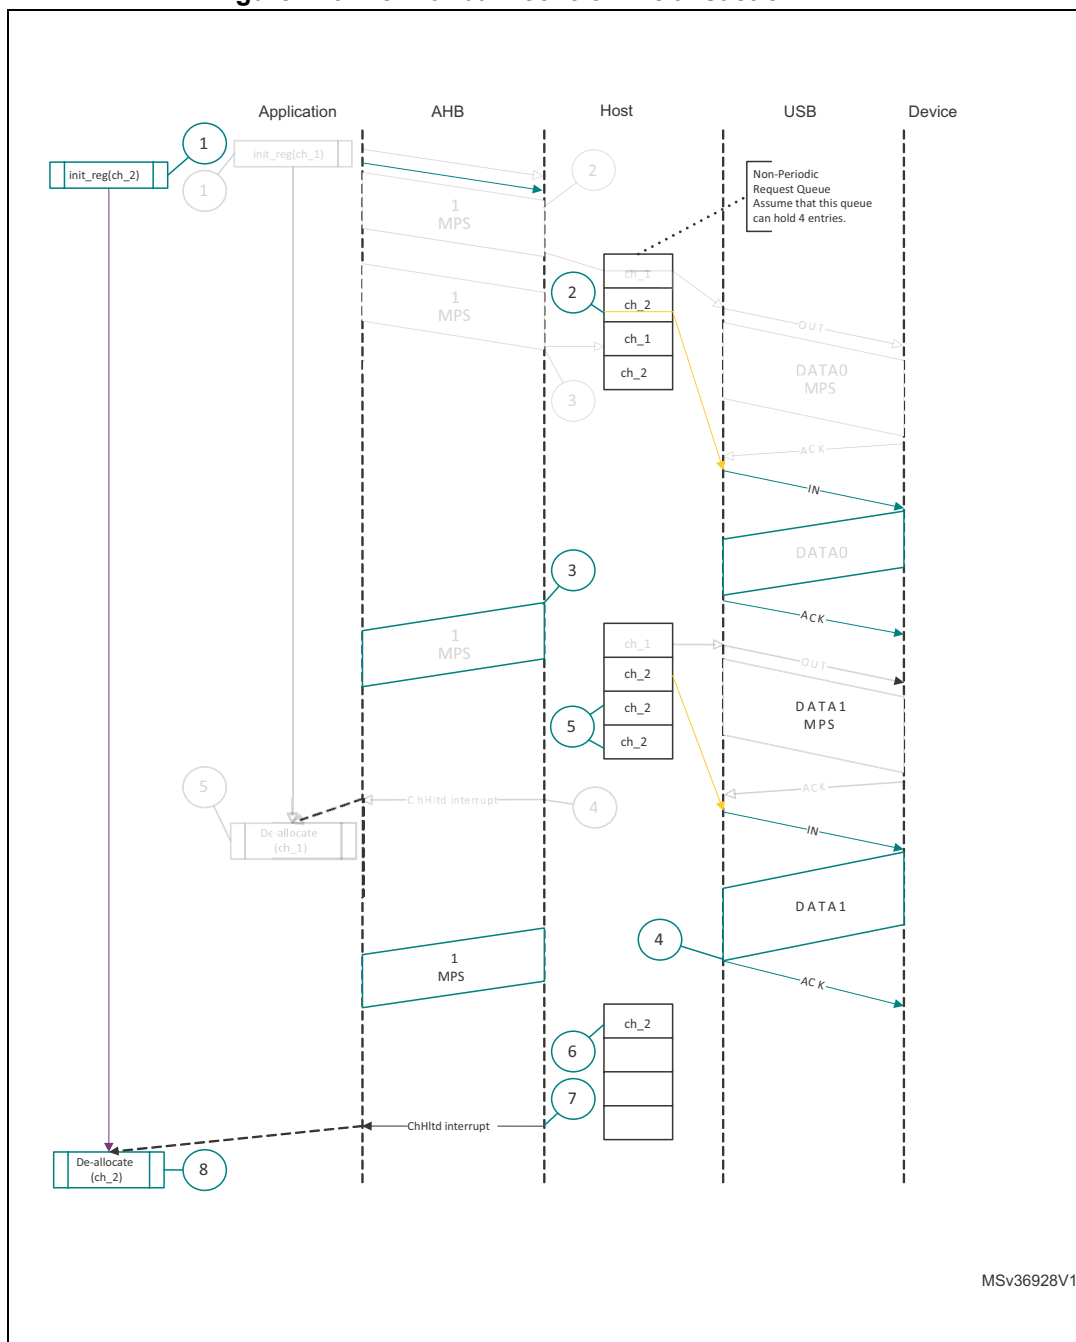 Application AHB Host USB Device
1
init_reg(ch_1)
init_reg(ch_2)
1
2
Non-Periodic
Request Queue
Assume that this queue
can hold 4 entries.
1
MPS
ch_1
2
ch_2
1
MPS
ch_1
OUT
ch_2
DATA0
MPS
3
ACK
IN
DATA0
3
ACK
1
MPS
ch_1
OUT
ch_2
ch_2
DATA1
MPS
5
ch_2
5
ChHltd interrupt
4
ACK
De-allocate
(ch_1)
IN
DATA1
4
1
MPS
ACK
ch_2
6
7
ChHltd interrupt
De-allocate
(ch_2)
8
MSv36928V1